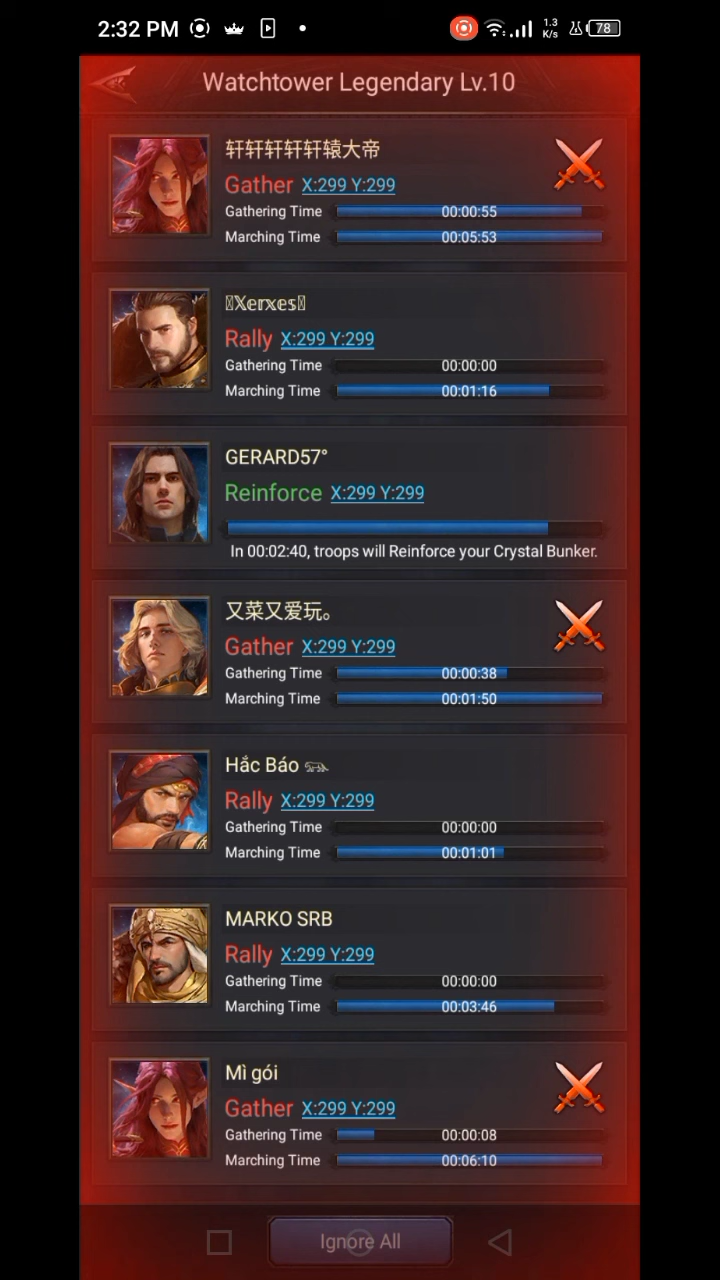 2:32 PM
1.3 K/s
78
Watchtower Legendary Lv.10
轩轩轩轩轩辕大帝
Gather X:299 Y:299
Gathering Time 00:00:55
Marching Time 00:05:53
𝕏𝕖𝕣𝕩𝕖𝕤
Rally X:299 Y:299
Gathering Time 00:00:00
Marching Time 00:01:16
GERARD57°
Reinforce X:299 Y:299
In 00:02:40, troops will Reinforce your Crystal Bunker.
又菜又爱玩。
Gather X:299 Y:299
Gathering Time 00:00:38
Marching Time 00:01:50
Hắc Báo 🐆
Rally X:299 Y:299
Gathering Time 00:00:00
Marching Time 00:01:01
MARKO SRB
Rally X:299 Y:299
Gathering Time 00:00:00
Marching Time 00:03:46
Mì gói
Gather X:299 Y:299
Gathering Time 00:00:08
Marching Time 00:06:10
Ignore All